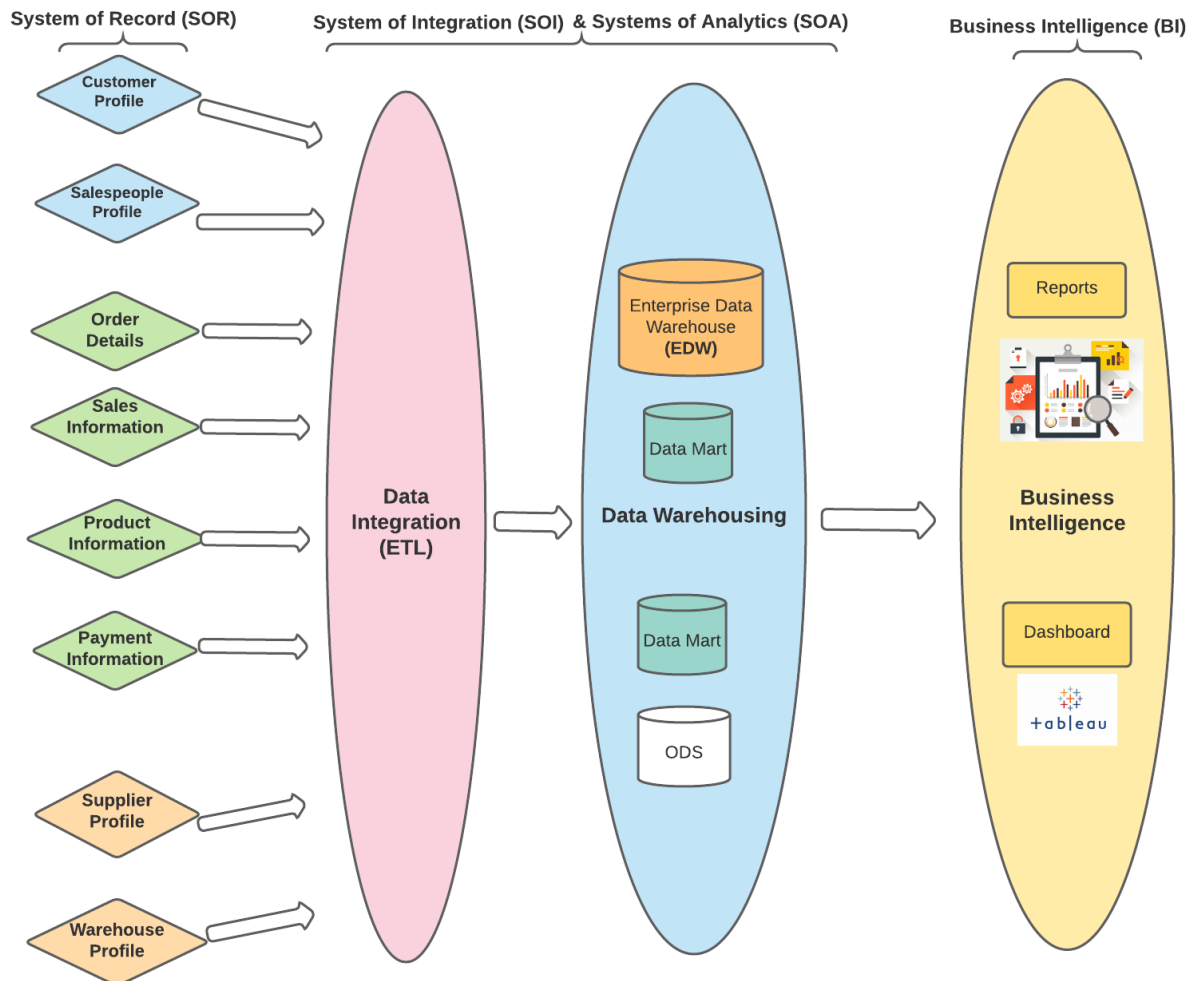 System of Record (SOR)
System of Integration (SOI) & Systems of Analytics (SOA)
Business Intelligence (BI)
Customer
Profile
Salespeople
Profile
Order
Details
Sales
Information
Product
Information
Payment
Information
Supplier
Profile
Warehouse
Profile
Data
Integration
(ETL)
Enterprise Data
Warehouse
(EDW)
Data Mart
Data Warehousing
Data Mart
ODS
Reports
Business
Intelligence
Dashboard
+ableau